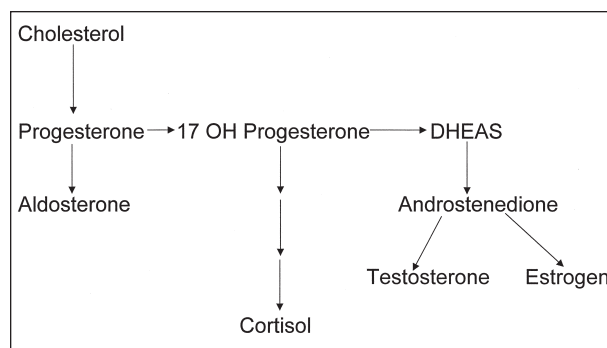 Cholesterol
Progesterone 17 OH Progesterone DHEAS
Aldosterone Androstenedione
Testosterone Estrogen
Cortisol